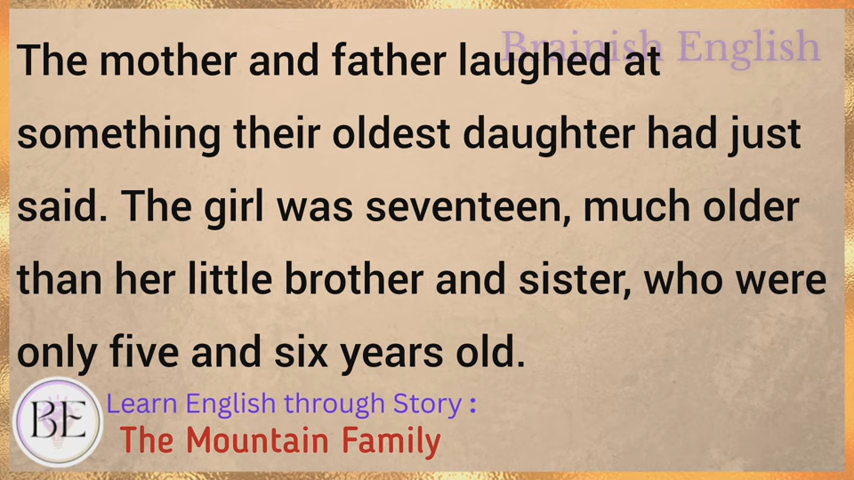 Brainish English
The mother and father laughed at
something their oldest daughter had just
said. The girl was seventeen, much older
than her little brother and sister, who were
only five and six years old.
BE
Learn English through Story :
The Mountain Family